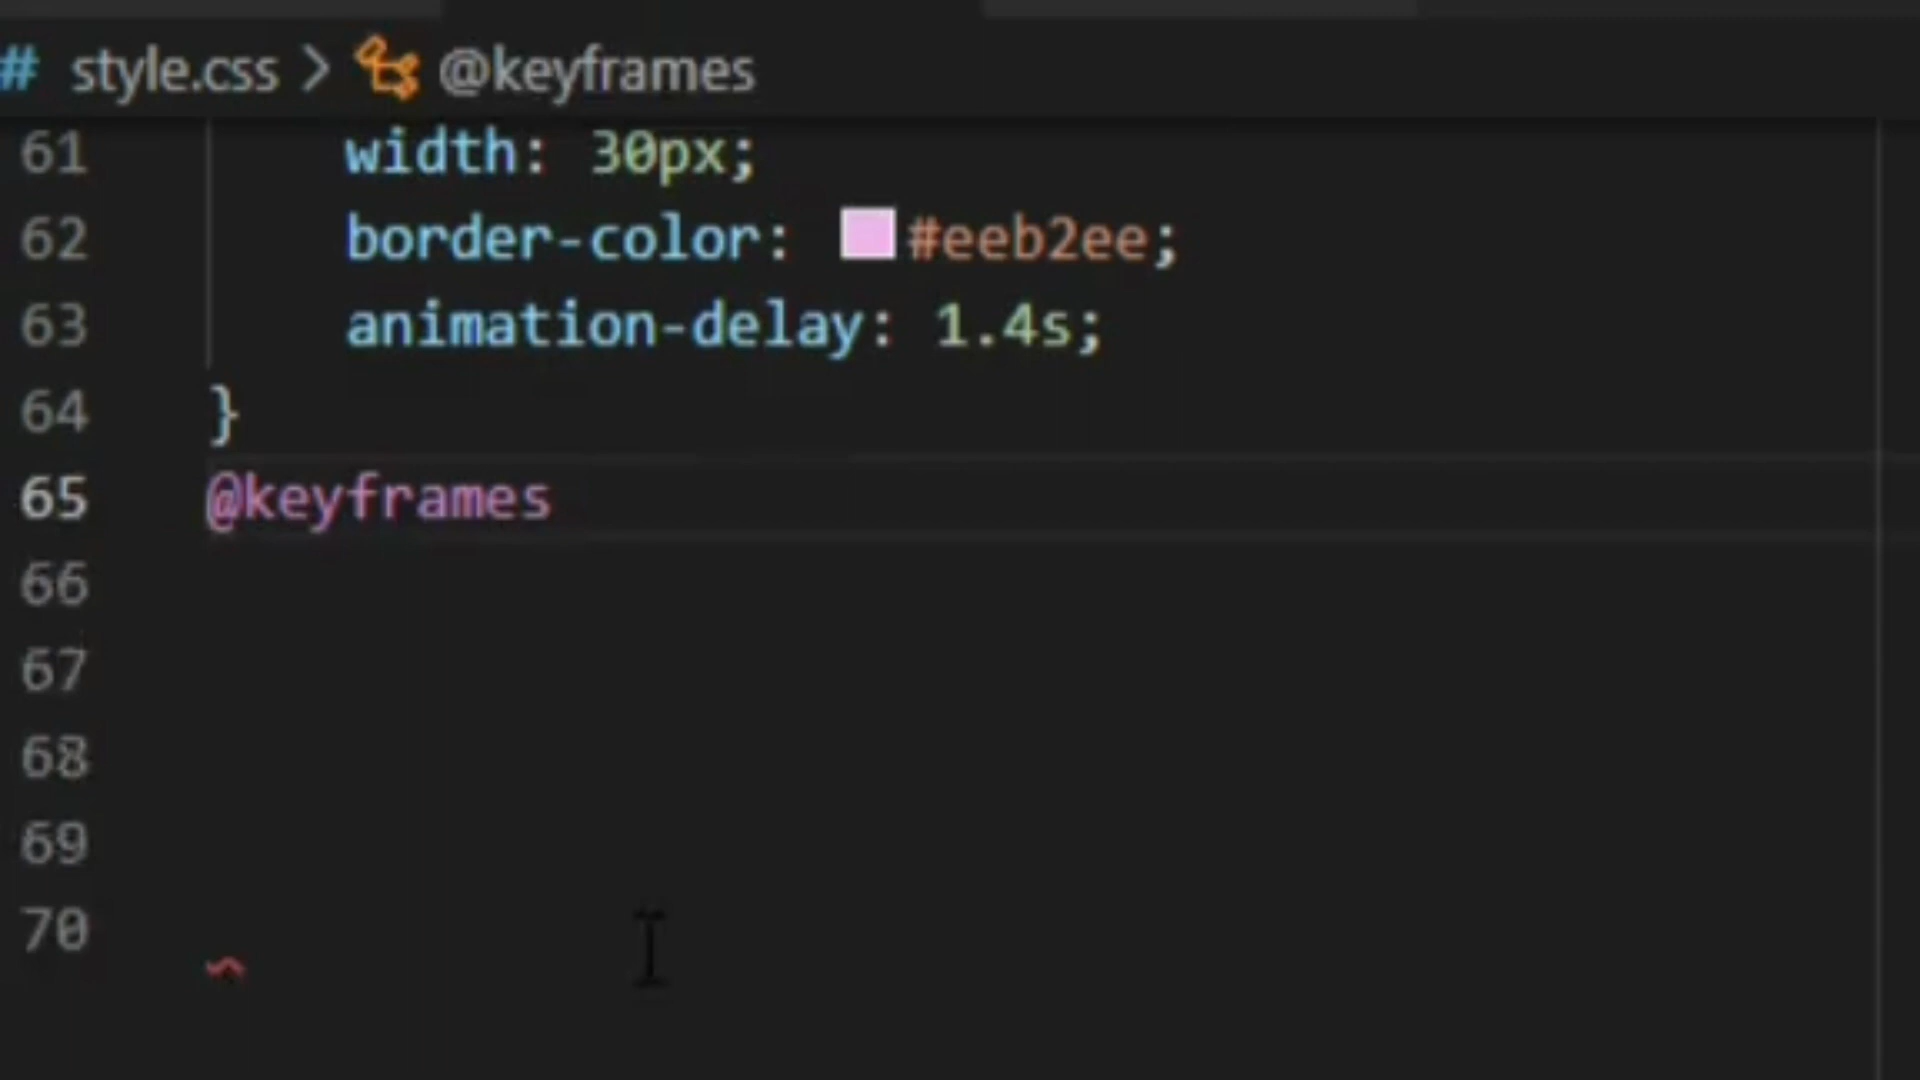 # style.css > @keyframes
61 width: 30px;
62 border-color: #eeb2ee;
63 animation-delay: 1.4s;
64 }
65 @keyframes
66
67
68
69
70